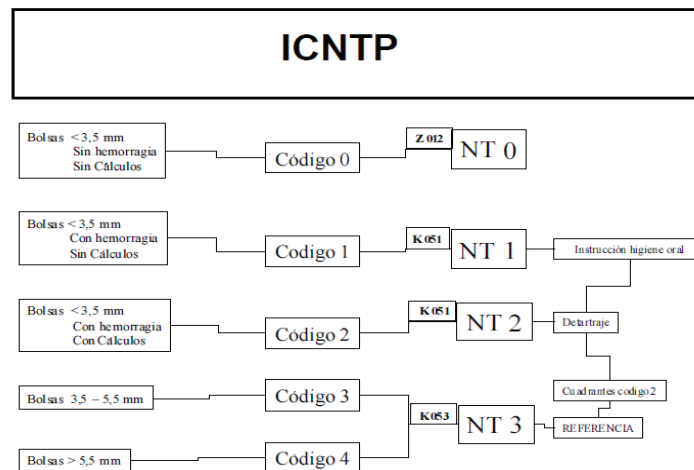 ICNTP
Bolsas <3,5 mm
Sin hemorragia
Sin Cálculos
Código 0
Z 012
NT 0
Bolsas <3,5 mm
Con hemorragia
Sin Cálculos
Codigo 1
K 051
NT 1
Instrucción higiene oral
Bolsas <3,5 mm
Con hemorragia
Con Cálculos
Código 2
K 051
NT 2
Detartraje
Cuadrantes codigo 2
Bolsas 3,5 – 5,5 mm
Código 3
K 053
NT 3
REFERENCIA
Bolsas > 5,5 mm
Código 4